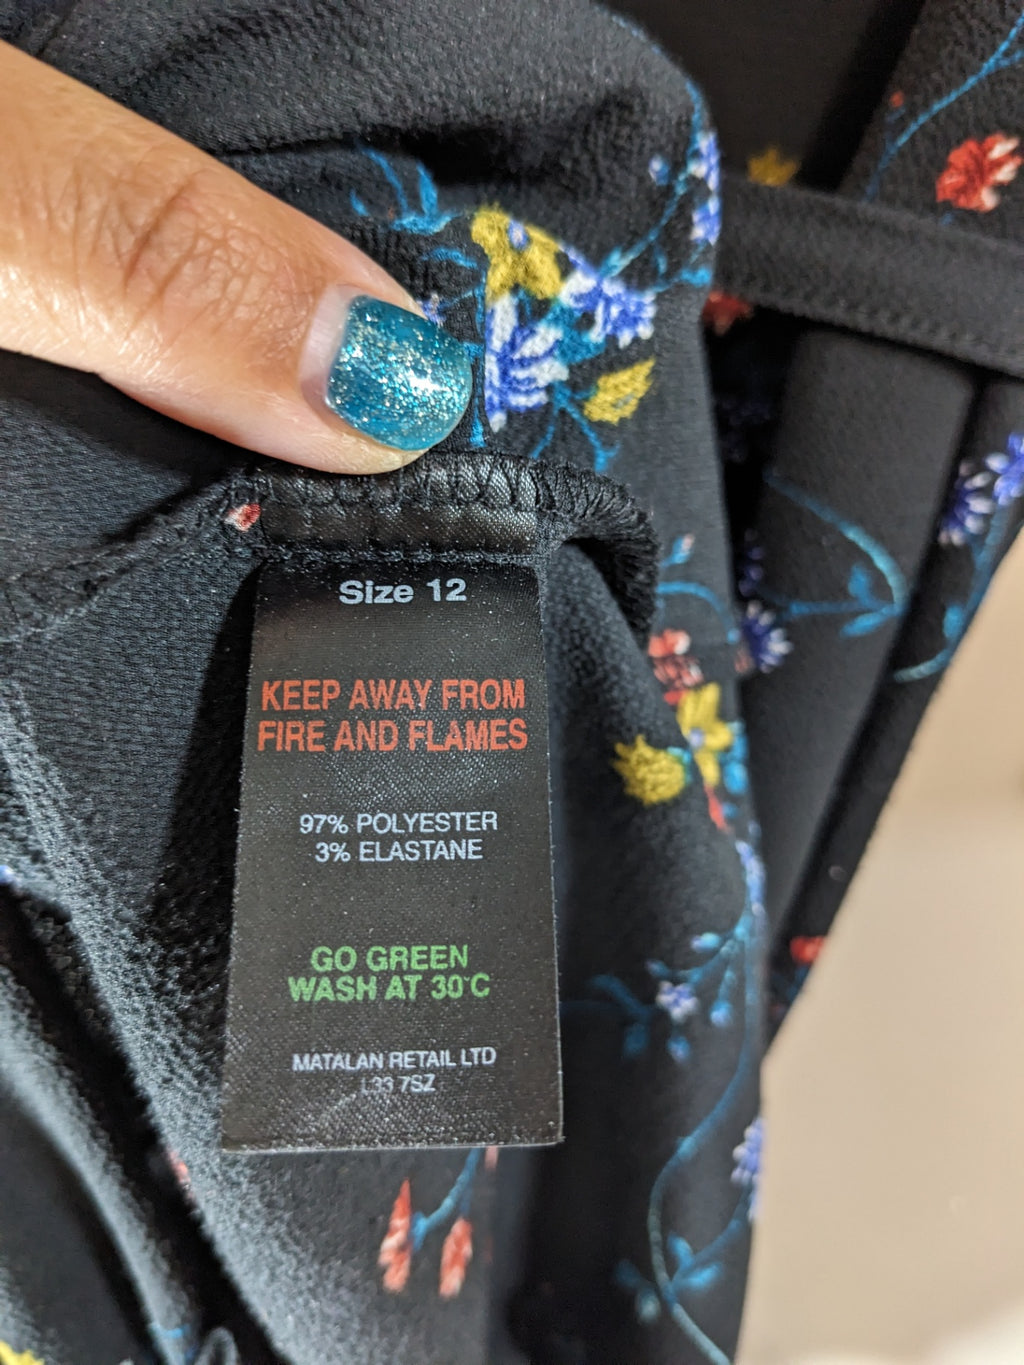 Size 12
KEEP AWAY FROM
FIRE AND FLAMES
97% POLYESTER
3% ELASTANE
GO GREEN
WASH AT 30°C
MATALAN RETAIL LTD
L33 7SZ